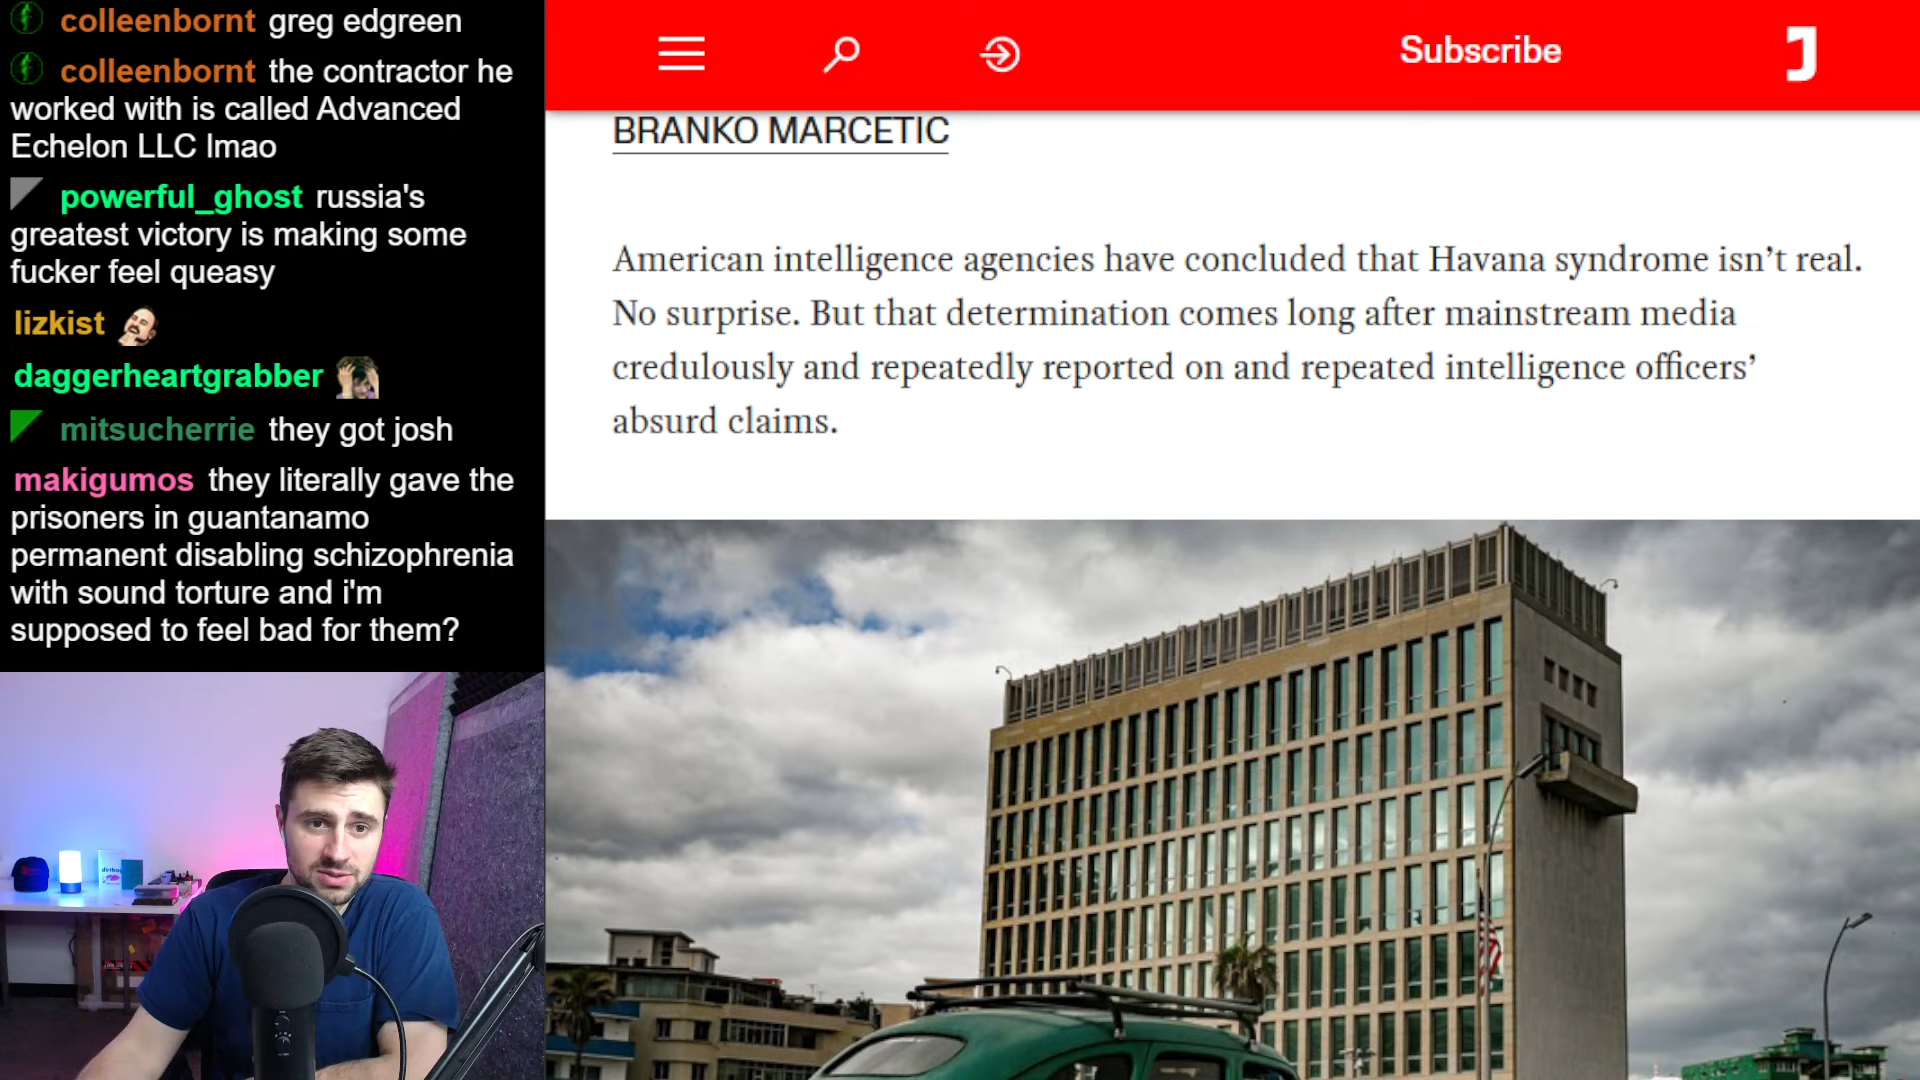 colleenbornt greg edgreen
colleenbornt the contractor he
worked with is called Advanced
Echelon LLC lmao
powerful_ghost russia's
greatest victory is making some
fucker feel queasy
lizkist
daggerheartgrabber
mitsucherrie they got josh
makigumos they literally gave the
prisoners in guantanamo
permanent disabling schizophrenia
with sound torture and i'm
supposed to feel bad for them?
Subscribe
J
BRANKO MARCETIC
American intelligence agencies have concluded that Havana syndrome isn't real.
No surprise. But that determination comes long after mainstream media
credulously and repeatedly reported on and repeated intelligence officers'
absurd claims.